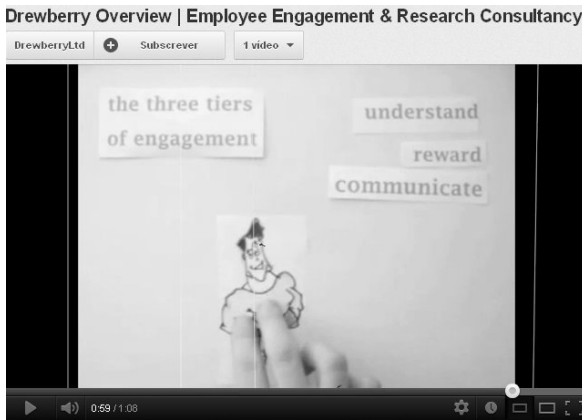 Drewberry Overview | Employee Engagement & Research Consultancy
DrewberryLtd Subscrever 1 vídeo
the three tiers
of engagement
understand
reward
communicate
0:59 / 1:08